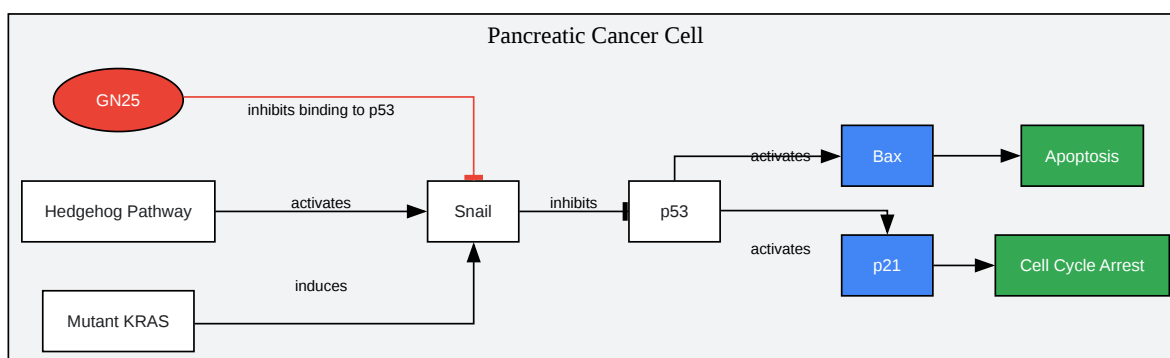 Pancreatic Cancer Cell
GN25
inhibits binding to p53
Hedgehog Pathway
activates
Snail
inhibits
p53
activates
Bax
Apoptosis
activates
p21
Cell Cycle Arrest
induces
Mutant KRAS